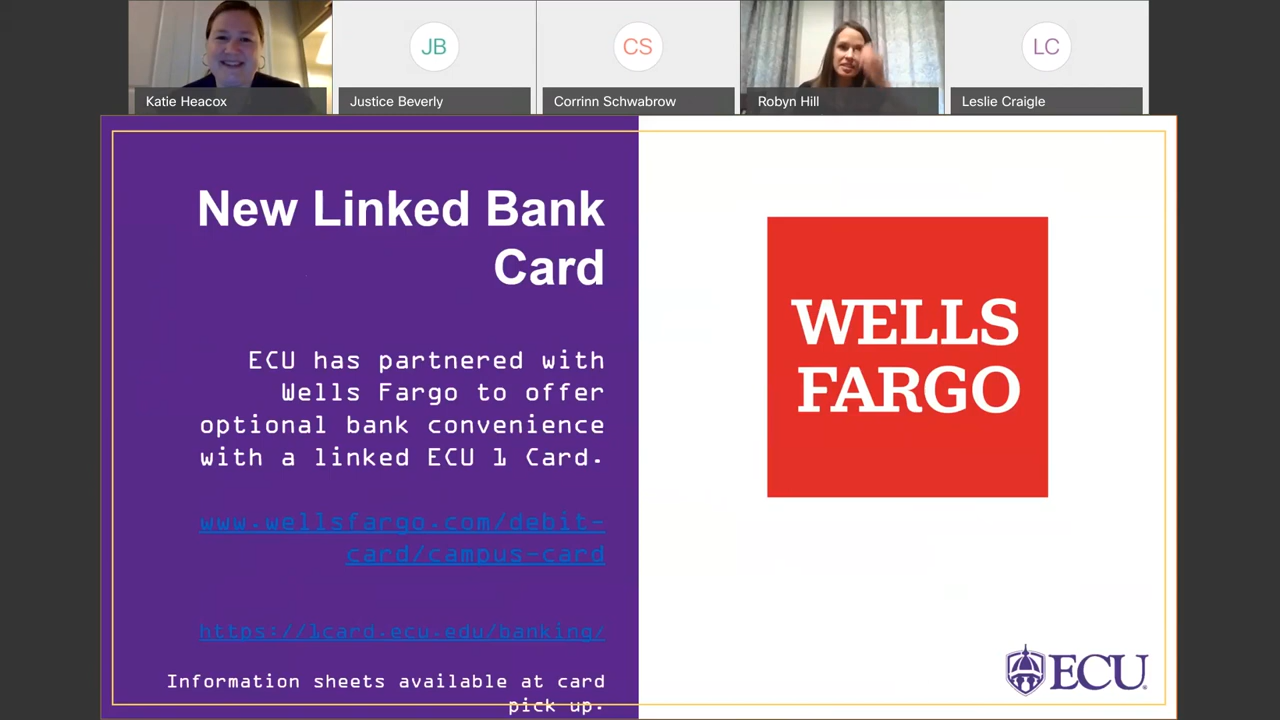 JB
CS
LC
Katie Heacox
Justice Beverly
Corrinn Schwabrow
Robyn Hill
Leslie Craigle
New Linked Bank
Card
ECU has partnered with
Wells Fargo to offer
optional bank convenience
with a linked ECU 1 Card.
www.wellsfargo.com/debit-
card/campus-card
https://1card.ecu.edu/banking/
Information sheets available at card
pick up.
WELLS
FARGO
ECU